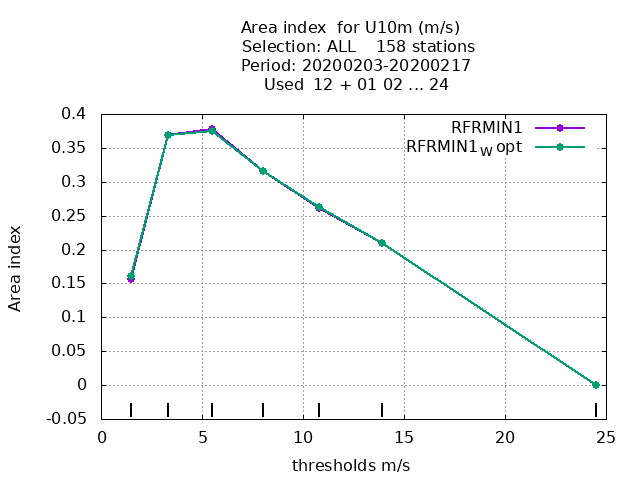 Area index  for U10m (m/s)
Selection: ALL    158 stations
Period: 20200203-20200217
Used  12 + 01 02 ... 24
RFRMIN1
RFRMIN1W opt
0.4
0.35
0.3
0.25
0.2
0.15
0.1
0.05
0
-0.05
Area index
0 5 10 15 20 25
thresholds m/s